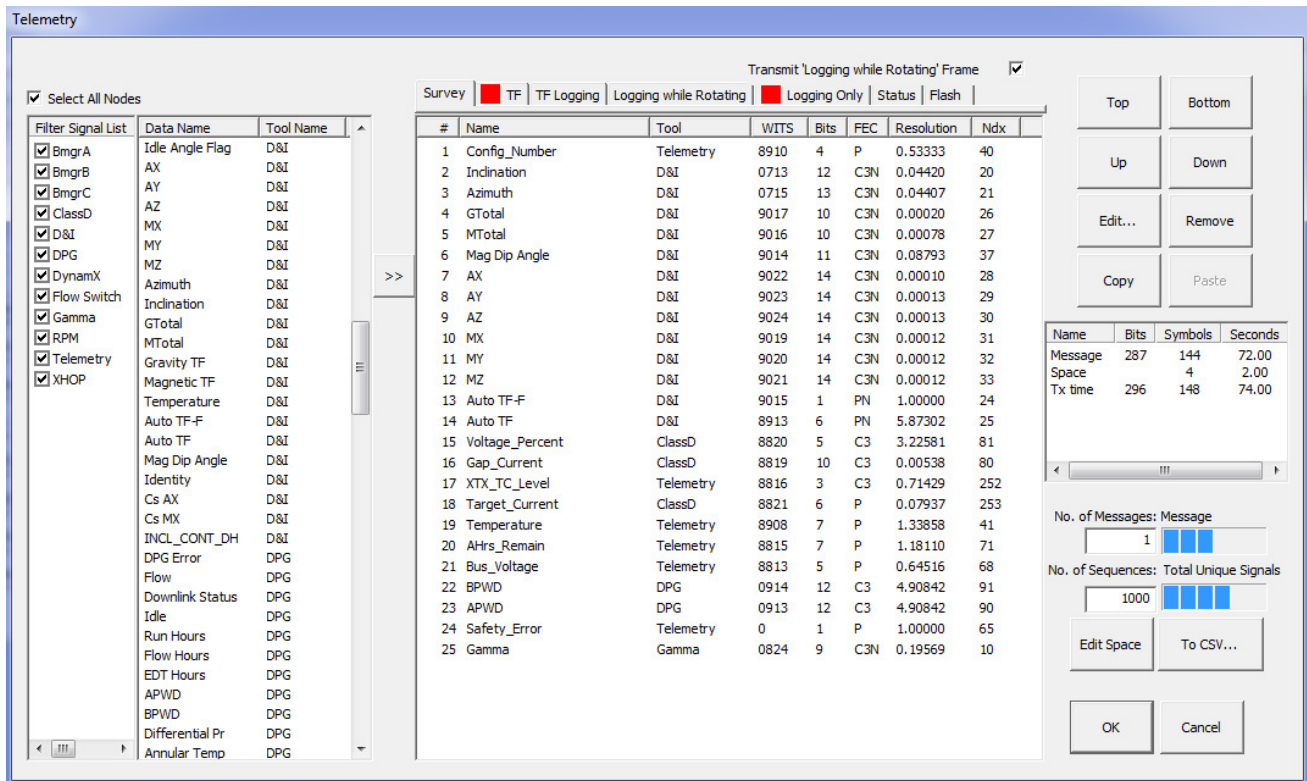 Telemetry
Transmit 'Logging while Rotating' Frame
Select All Nodes
Survey TF TF Logging Logging while Rotating Logging Only Status Flash
Filter Signal List
BmgrA
BmgrB
BmgrC
ClassD
D&I
DPG
DynamX
Flow Switch
Gamma
RPM
Telemetry
XHOP
Data Name Tool Name
Idle Angle Flag D&I
AX D&I
AY D&I
AZ D&I
MX D&I
MY D&I
MZ D&I
Azimuth D&I
Inclination D&I
GTotal D&I
MTotal D&I
Gravity TF D&I
Magnetic TF D&I
Temperature D&I
Auto TF-F D&I
Auto TF D&I
Mag Dip Angle D&I
Identity D&I
Cs AX D&I
Cs MX D&I
INCL_CONT_DH D&I
DPG Error DPG
Flow DPG
Downlink Status DPG
Idle DPG
Run Hours DPG
Flow Hours DPG
EDT Hours DPG
APWD DPG
BPWD DPG
Differential Pr DPG
Annular Temp DPG
>>
# Name Tool WITS Bits FEC Resolution Ndx
1 Config_Number Telemetry 8910 4 P 0.53333 40
2 Inclination D&I 0713 12 C3N 0.04420 20
3 Azimuth D&I 0715 13 C3N 0.04407 21
4 GTotal D&I 9017 10 C3N 0.00020 26
5 MTotal D&I 9016 10 C3N 0.00078 27
6 Mag Dip Angle D&I 9014 11 C3N 0.08793 37
7 AX D&I 9022 14 C3N 0.00010 28
8 AY D&I 9023 14 C3N 0.00013 29
9 AZ D&I 9024 14 C3N 0.00013 30
10 MX D&I 9019 14 C3N 0.00012 31
11 MY D&I 9020 14 C3N 0.00012 32
12 MZ D&I 9021 14 C3N 0.00012 33
13 Auto TF-F D&I 9015 1 PN 1.00000 24
14 Auto TF D&I 8913 6 PN 5.87302 25
15 Voltage_Percent ClassD 8820 5 C3 3.22581 81
16 Gap_Current ClassD 8819 10 C3 0.00538 80
17 XTX_TC_Level Telemetry 8816 3 C3 0.71429 252
18 Target_Current ClassD 8821 6 P 0.07937 253
19 Temperature Telemetry 8908 7 P 1.33858 41
20 AHrs_Remain Telemetry 8815 7 P 1.18110 71
21 Bus_Voltage Telemetry 8813 5 P 0.64516 68
22 BPWD DPG 0914 12 C3 4.90842 91
23 APWD DPG 0913 12 C3 4.90842 90
24 Safety_Error Telemetry 0 1 P 1.00000 65
25 Gamma Gamma 0824 9 C3N 0.19569 10
Top Bottom
Up Down
Edit... Remove
Copy Paste
Name Bits Symbols Seconds
Message 287 144 72.00
Space 4 2.00
Tx time 296 148 74.00
No. of Messages: Message
1
No. of Sequences: Total Unique Signals
1000
Edit Space To CSV...
OK Cancel